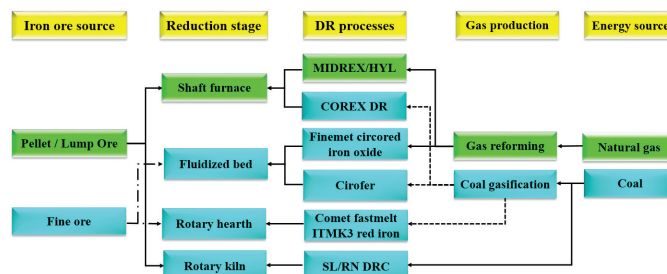 Iron ore source
Reduction stage
DR processes
Gas production
Energy source
MIDREX/HYL
Shaft furnace
COREX DR
Pellet / Lump Ore
Finemet circored
iron oxide
Gas reforming
Natural gas
Fluidized bed
Cirofer
Coal gasification
Coal
Fine ore
Rotary hearth
Comet fastmelt
ITMK3 red iron
Rotary kiln
SL/RN DRC